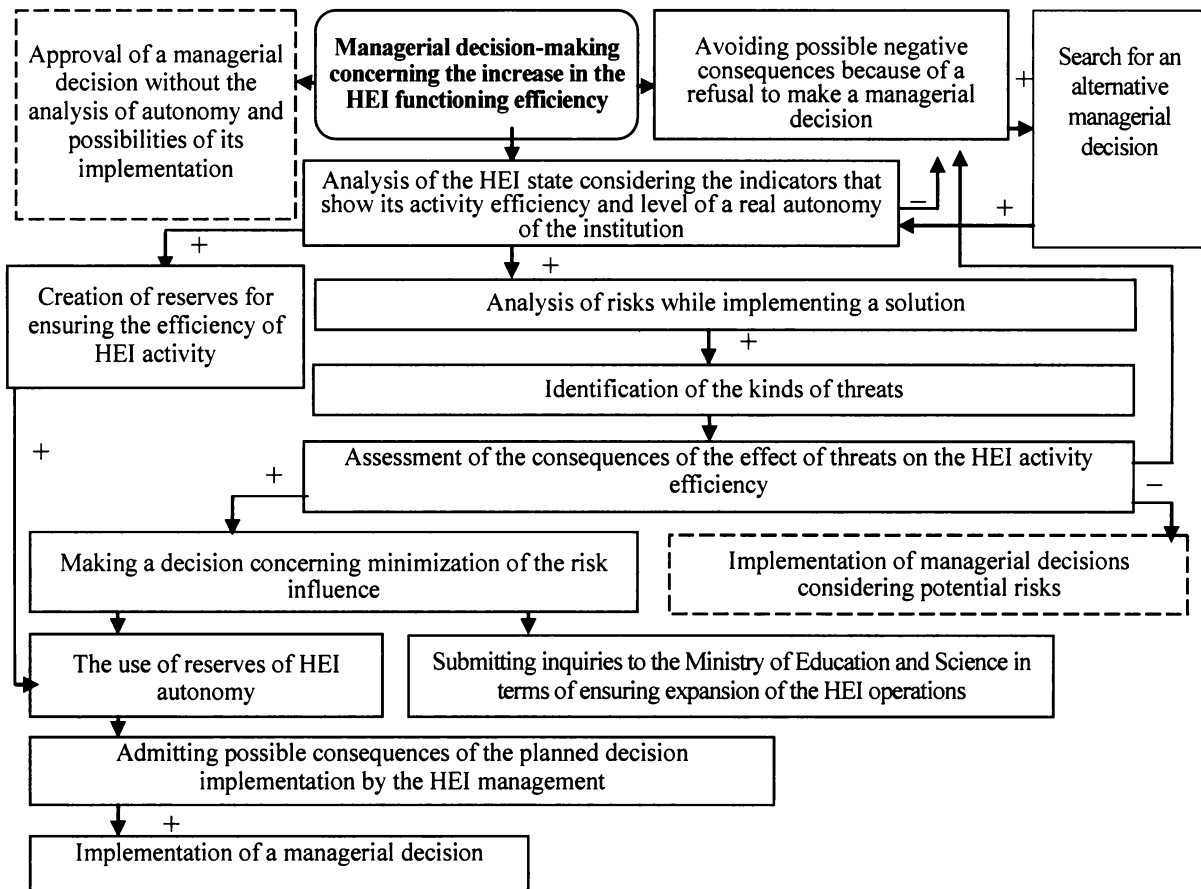 Approval of a managerial
decision without the
analysis of autonomy and
possibilities of its
implementation
Managerial decision-making
concerning the increase in the
HEI functioning efficiency
Avoiding possible negative
consequences because of a
refusal to make a managerial
decision
+
Search for an
alternative
managerial
decision
Analysis of the HEI state considering the indicators that
show its activity efficiency and level of a real autonomy
of the institution
−
+
+
+
Creation of reserves for
ensuring the efficiency of
HEI activity
Analysis of risks while implementing a solution
+
Identification of the kinds of threats
+
Assessment of the consequences of the effect of threats on the HEI activity
efficiency
+
−
Making a decision concerning minimization of the risk
influence
Implementation of managerial decisions
considering potential risks
The use of reserves of HEI
autonomy
Submitting inquiries to the Ministry of Education and Science in
terms of ensuring expansion of the HEI operations
Admitting possible consequences of the planned decision
implementation by the HEI management
+
Implementation of a managerial decision